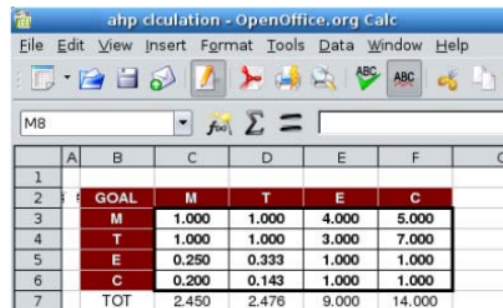 ahp clculation - OpenOffice.org Calc
File Edit View Insert Format Tools Data Window Help
ABC ABC
M8 f(x) Σ =
A B C D E F
1
2 GOAL M T E C
3 M 1.000 1.000 4.000 5.000
4 T 1.000 1.000 3.000 7.000
5 E 0.250 0.333 1.000 1.000
6 C 0.200 0.143 1.000 1.000
7 TOT 2.450 2.476 9.000 14.000